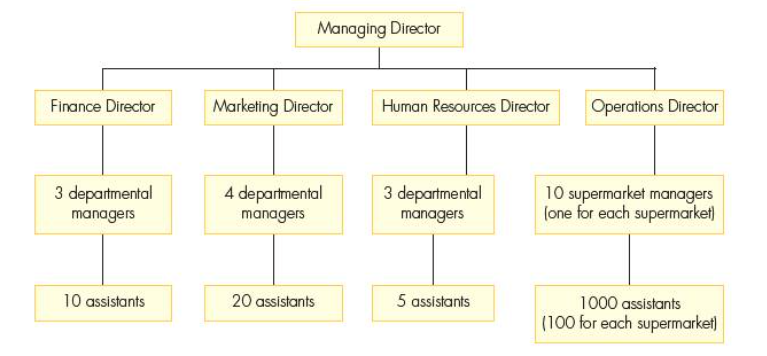 Managing Director
Finance Director
Marketing Director
Human Resources Director
Operations Director
3 departmental
managers
4 departmental
managers
3 departmental
managers
10 supermarket managers
(one for each supermarket)
10 assistants
20 assistants
5 assistants
1000 assistants
(100 for each supermarket)